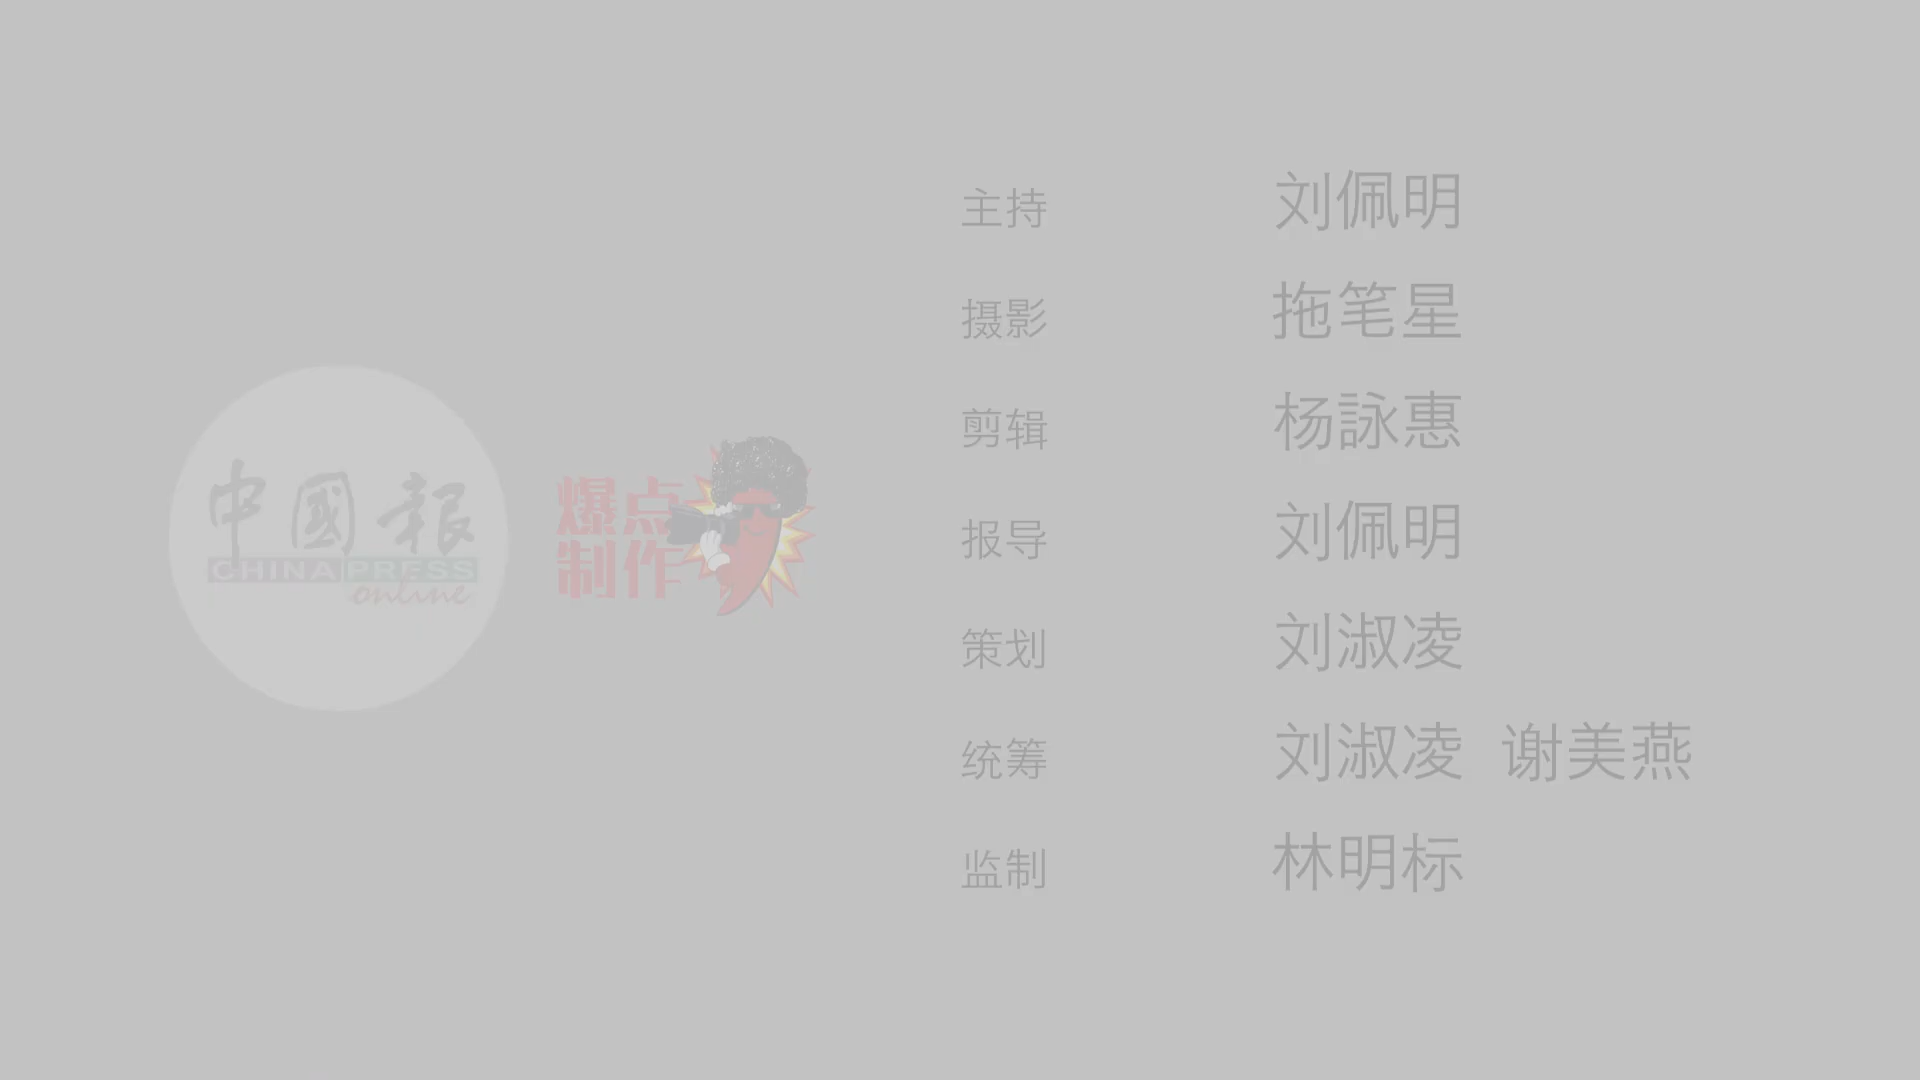 中國報
CHINA PRESS
online
爆点
制作
主持 刘佩明
摄影 拖笔星
剪辑 杨詠惠
报导 刘佩明
策划 刘淑凌
统筹 刘淑凌 谢美燕
监制 林明标